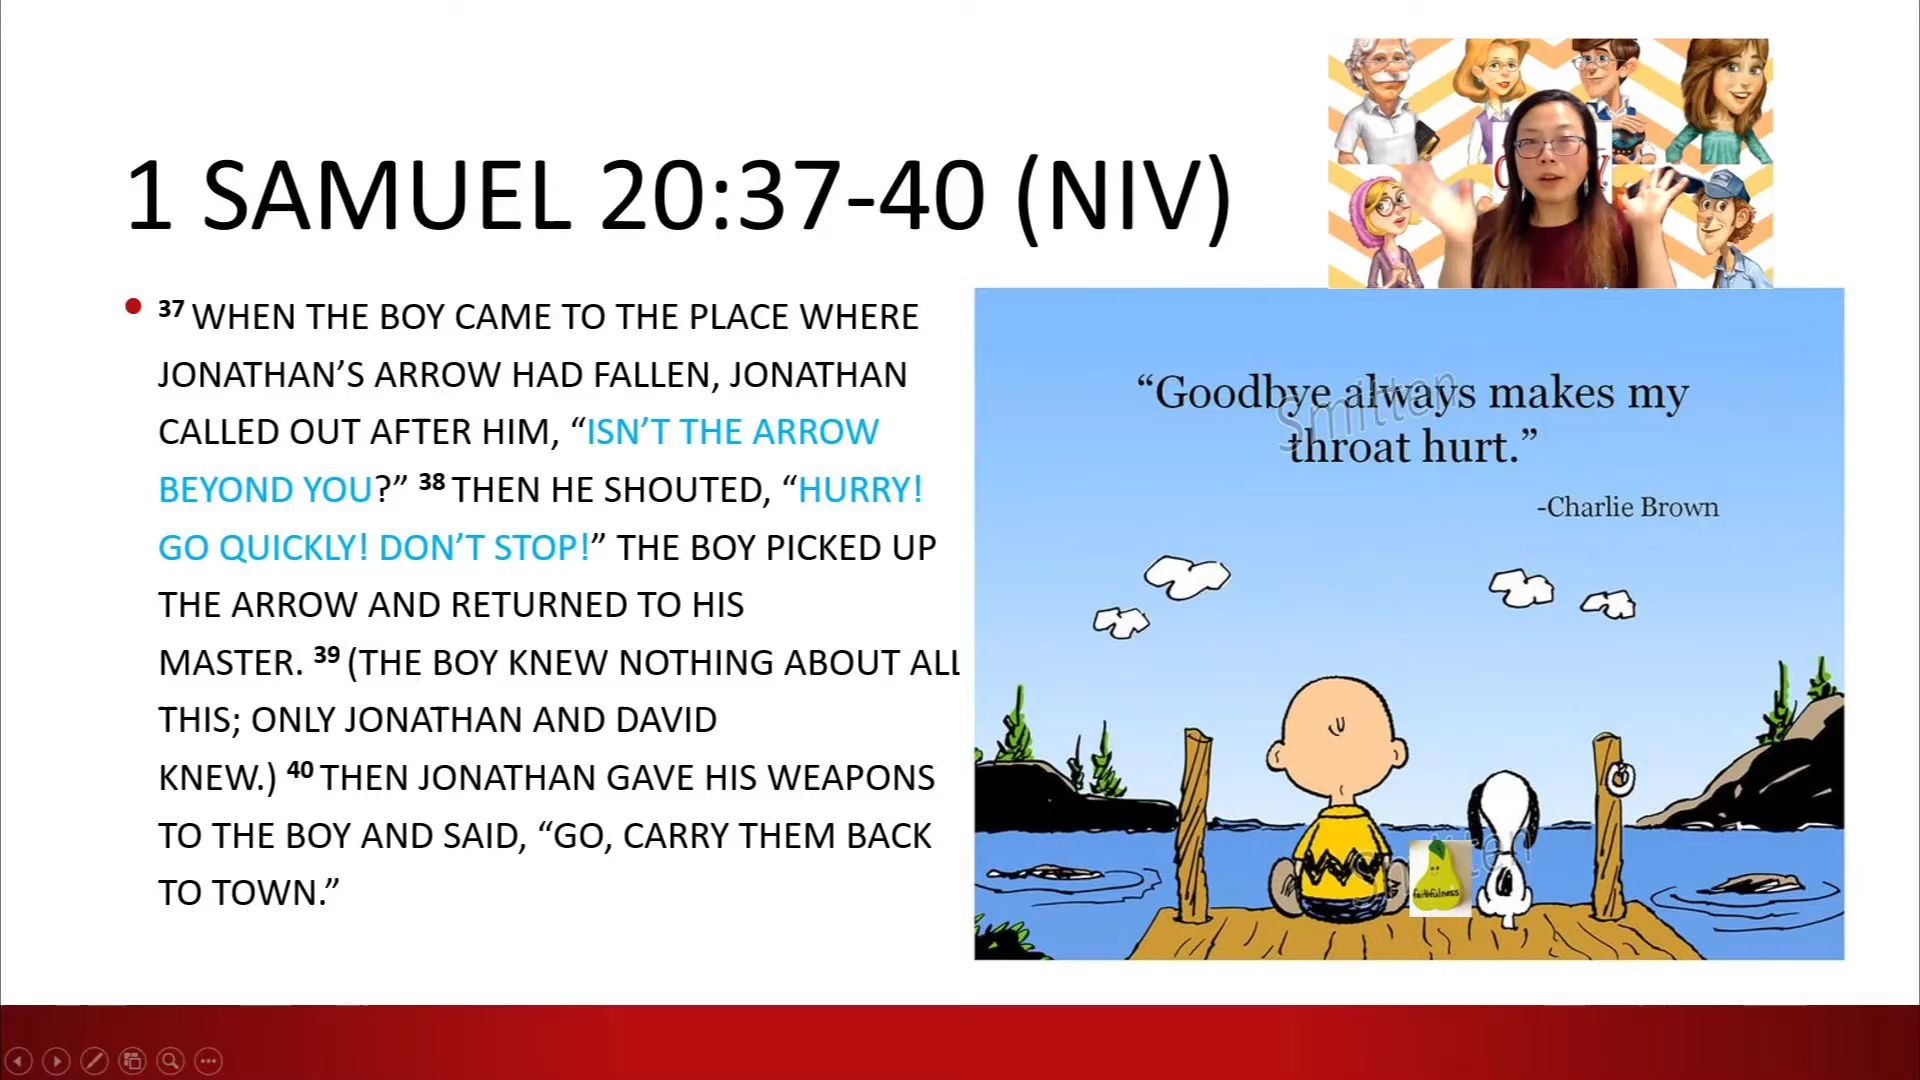 1 SAMUEL 20:37-40 (NIV)
37 WHEN THE BOY CAME TO THE PLACE WHERE
JONATHAN’S ARROW HAD FALLEN, JONATHAN
CALLED OUT AFTER HIM, “ISN’T THE ARROW
BEYOND YOU?” 38 THEN HE SHOUTED, “HURRY!
GO QUICKLY! DON’T STOP!” THE BOY PICKED UP
THE ARROW AND RETURNED TO HIS
MASTER. 39 (THE BOY KNEW NOTHING ABOUT ALL
THIS; ONLY JONATHAN AND DAVID
KNEW.) 40 THEN JONATHAN GAVE HIS WEAPONS
TO THE BOY AND SAID, “GO, CARRY THEM BACK
TO TOWN.”
“Goodbye always makes my
throat hurt.”
-Charlie Brown
Smitten
faithfulness